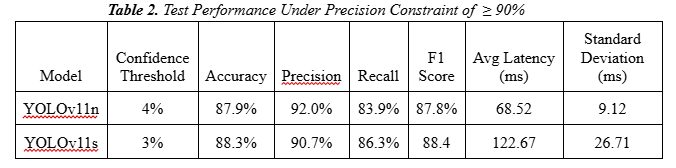 Table 2. Test Performance Under Precision Constraint of ≥ 90%
Model Confidence Threshold Accuracy Precision Recall F1 Score Avg Latency (ms) Standard Deviation (ms)
YOLOv11n 4% 87.9% 92.0% 83.9% 87.8% 68.52 9.12
YOLOv11s 3% 88.3% 90.7% 86.3% 88.4 122.67 26.71